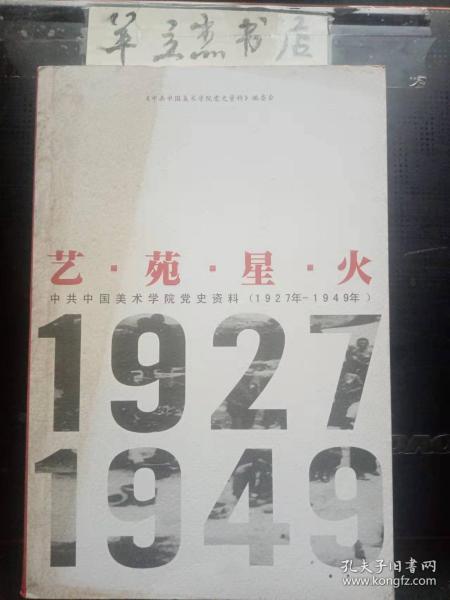 华立杰书店
《中共中国美术学院党史资料》编委会
艺·苑·星·火
中共中国美术学院党史资料（1927年-1949年）
1927
1949
孔夫子旧书网
www.kongfz.com